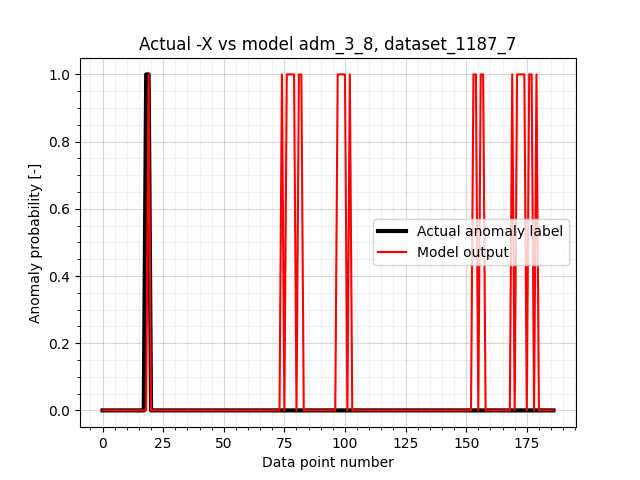 Actual -X vs model adm_3_8, dataset_1187_7
Anomaly probability [-]
1.0
0.8
0.6
0.4
0.2
0.0
Actual anomaly label
Model output
0 25 50 75 100 125 150 175
Data point number